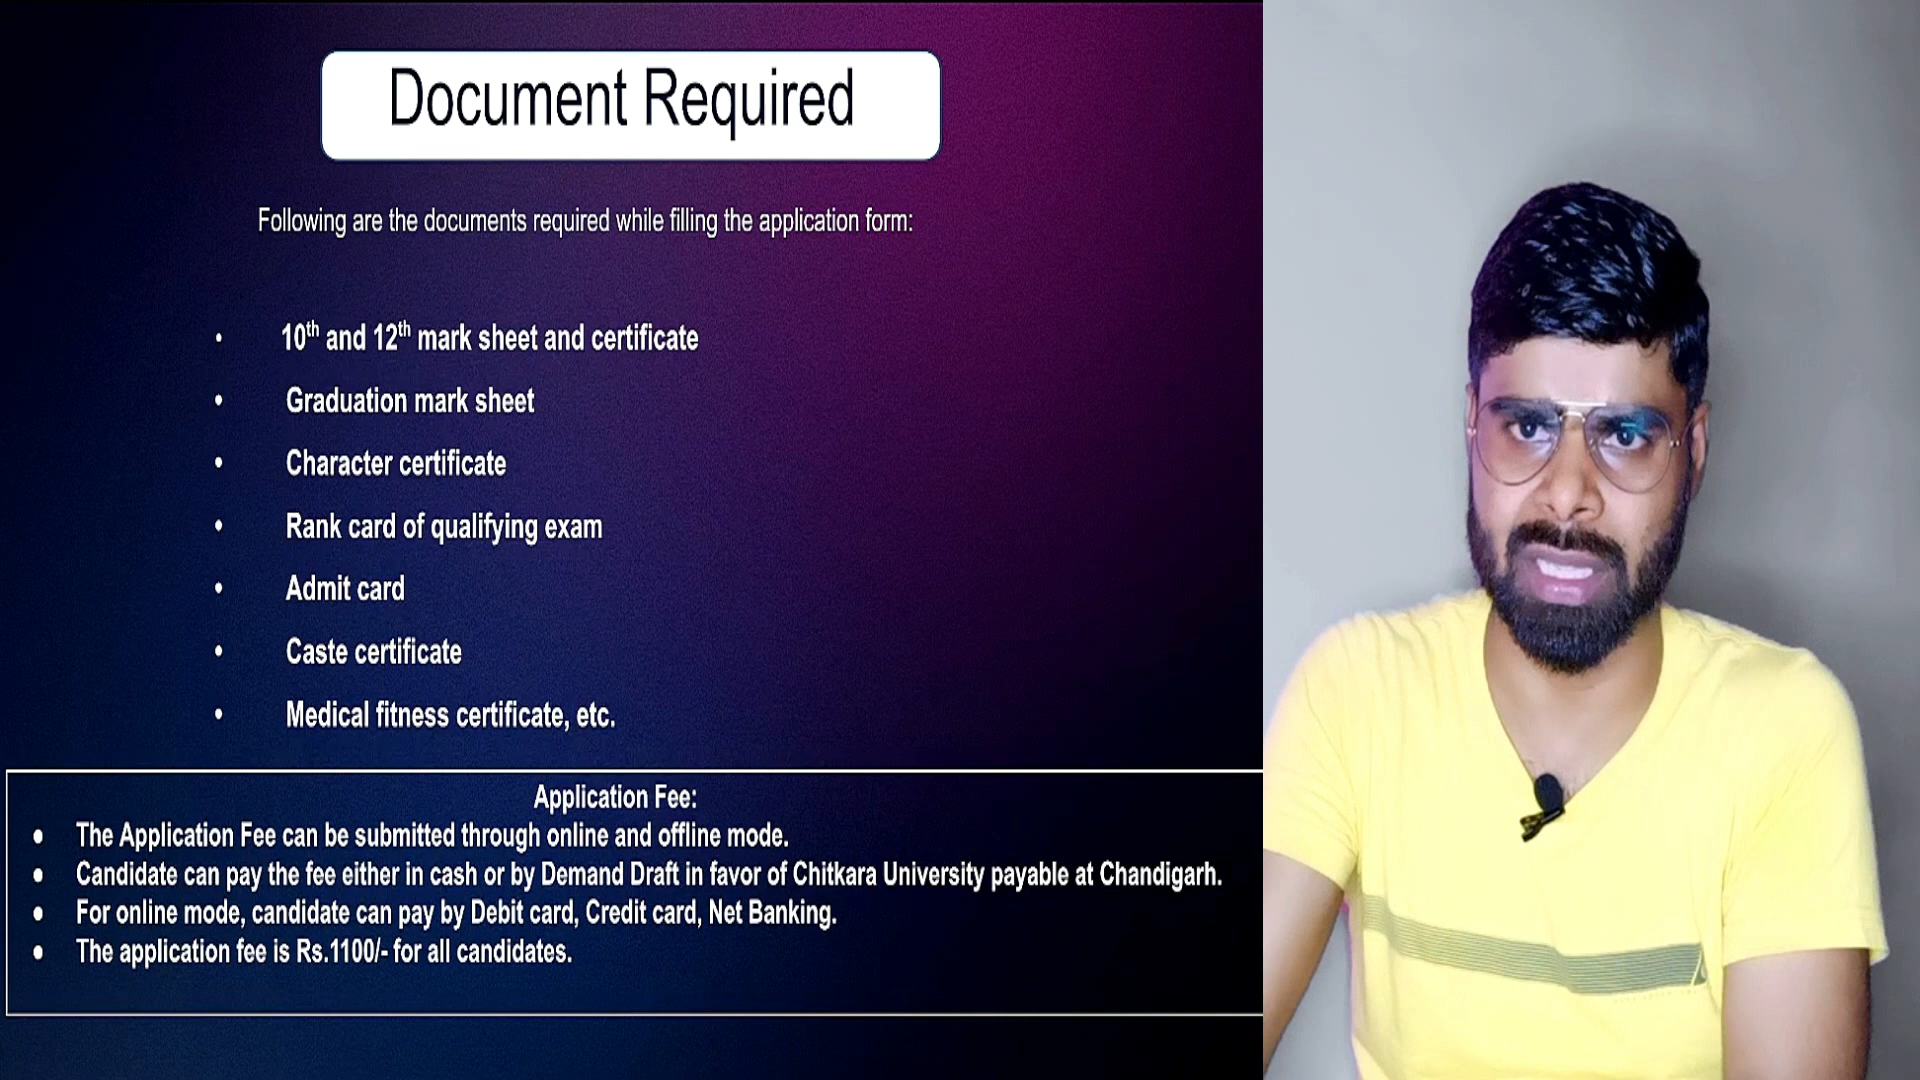 Document Required
Following are the documents required while filling the application form:
• 10th and 12th mark sheet and certificate
• Graduation mark sheet
• Character certificate
• Rank card of qualifying exam
• Admit card
• Caste certificate
• Medical fitness certificate, etc.
Application Fee:
• The Application Fee can be submitted through online and offline mode.
• Candidate can pay the fee either in cash or by Demand Draft in favor of Chitkara University payable at Chandigarh.
• For online mode, candidate can pay by Debit card, Credit card, Net Banking.
• The application fee is Rs.1100/- for all candidates.